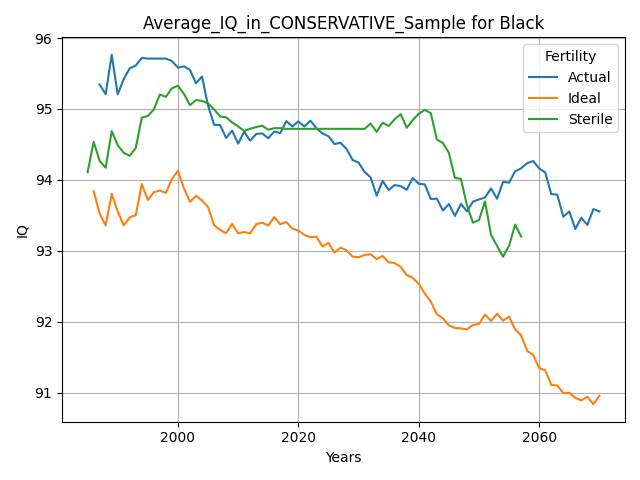 Average_IQ_in_CONSERVATIVE_Sample for Black
96
95
94
93
92
91
IQ
2000
2020
2040
2060
Years
Fertility
Actual
Ideal
Sterile